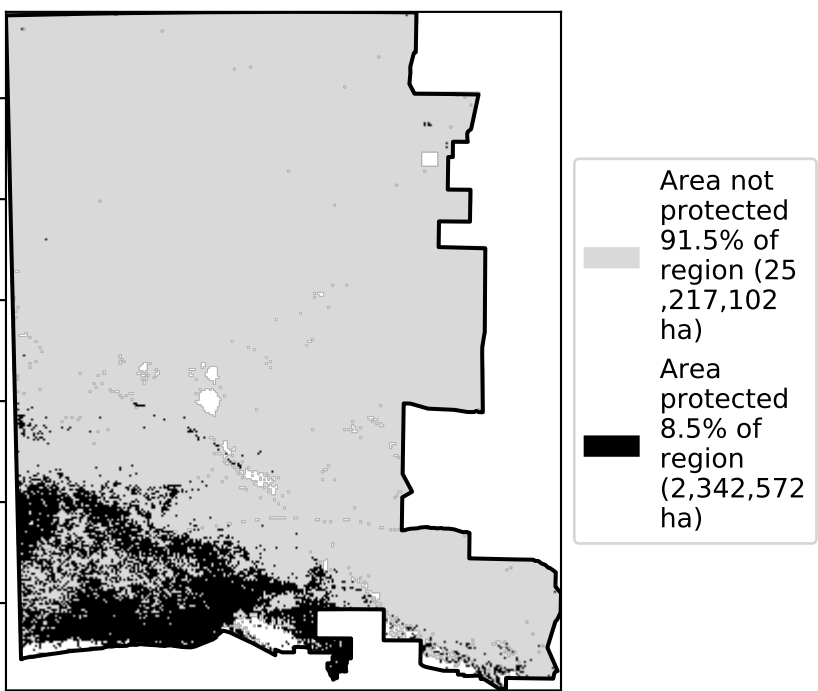 Area not
protected
91.5% of
region (25
,217,102
ha)
Area
protected
8.5% of
region
(2,342,572
ha)